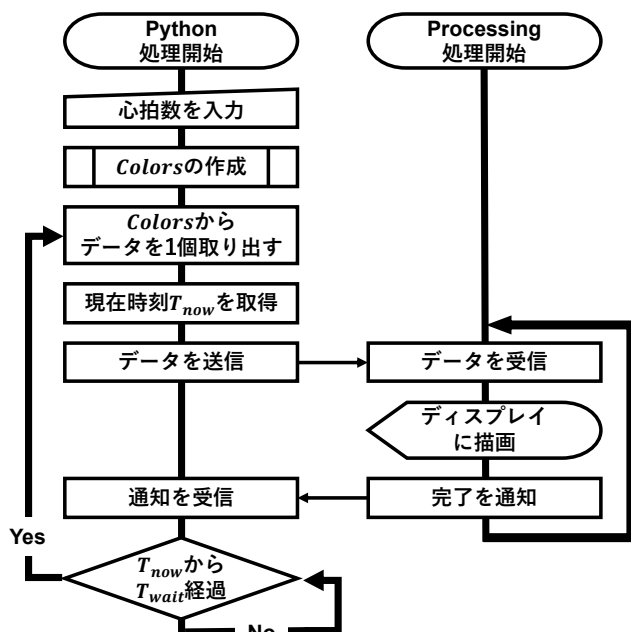 Python
処理開始
Processing
処理開始
心拍数を入力
Colorsの作成
Colorsから
データを1個取り出す
現在時刻T_nowを取得
データを送信
データを受信
ディスプレイ
に描画
通知を受信
完了を通知
Yes
T_nowから
T_wait経過
No